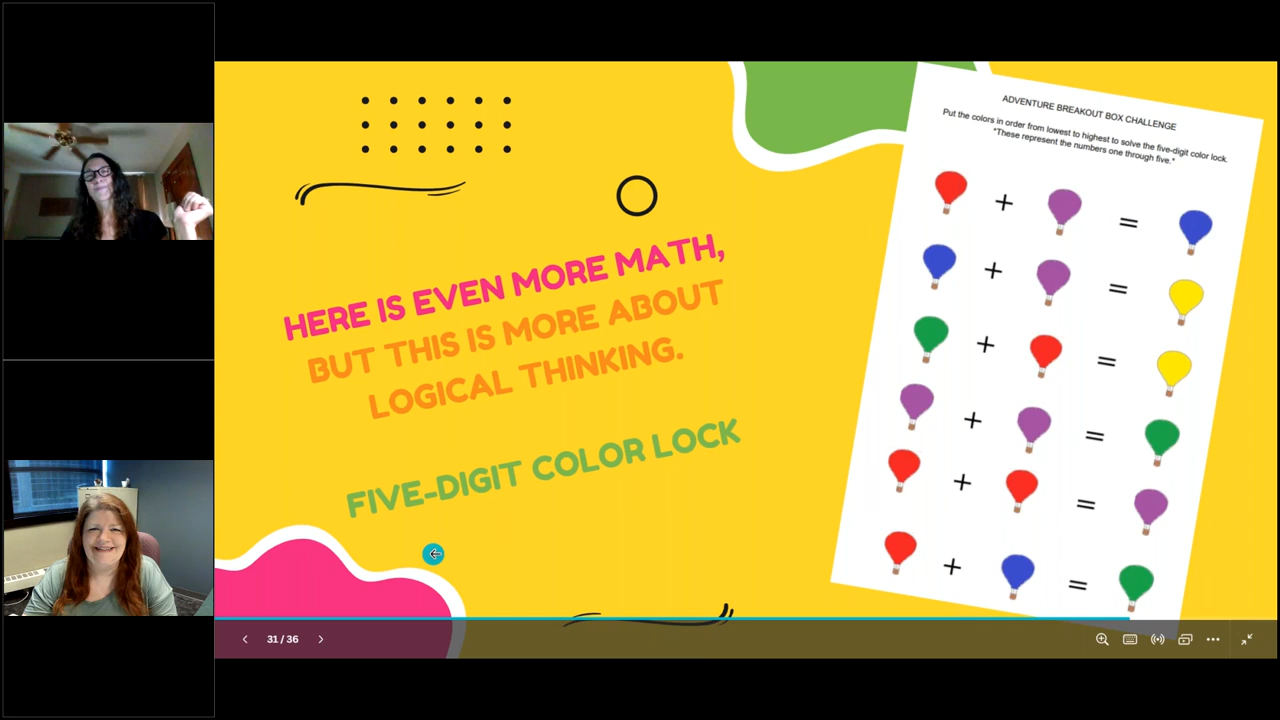 HERE IS EVEN MORE MATH,
BUT THIS IS MORE ABOUT
LOGICAL THINKING.
FIVE-DIGIT COLOR LOCK
ADVENTURE BREAKOUT BOX CHALLENGE
Put the colors in order from lowest to highest to solve the five-digit color lock.
"These represent the numbers one through five.*
+ =
+ =
+ =
+ =
+ =
+ =
31 / 36